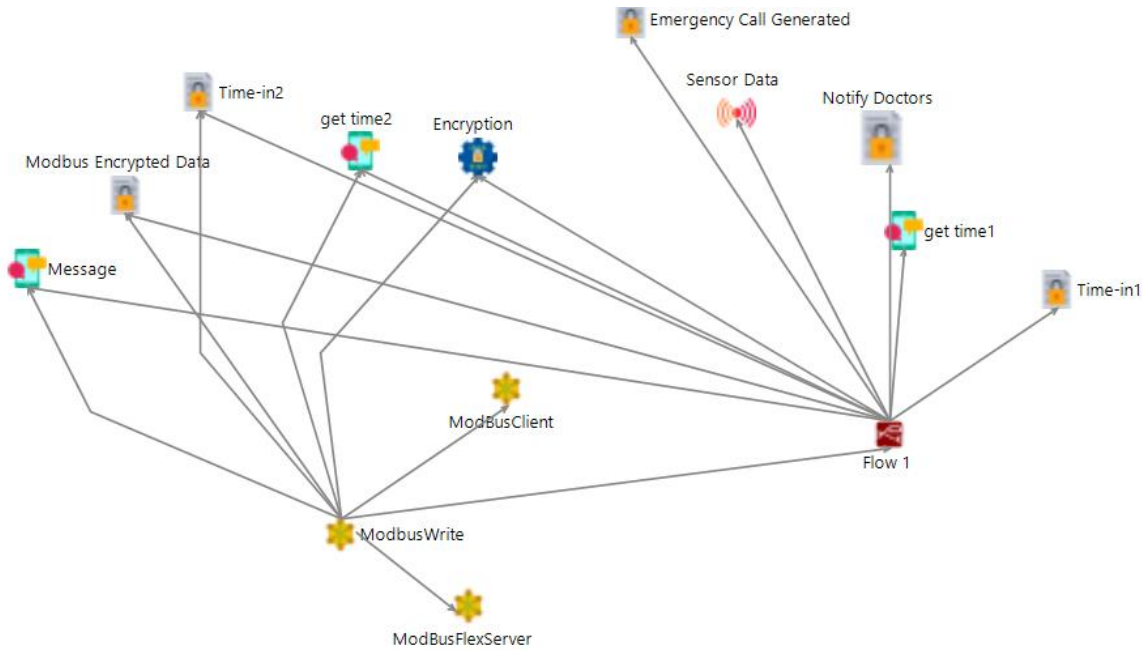 Emergency Call Generated
Sensor Data
Time-in2
Notify Doctors
get time2
Encryption
Modbus Encrypted Data
get time1
Message
Time-in1
ModBusClient
Flow 1
ModbusWrite
ModBusFlexServer